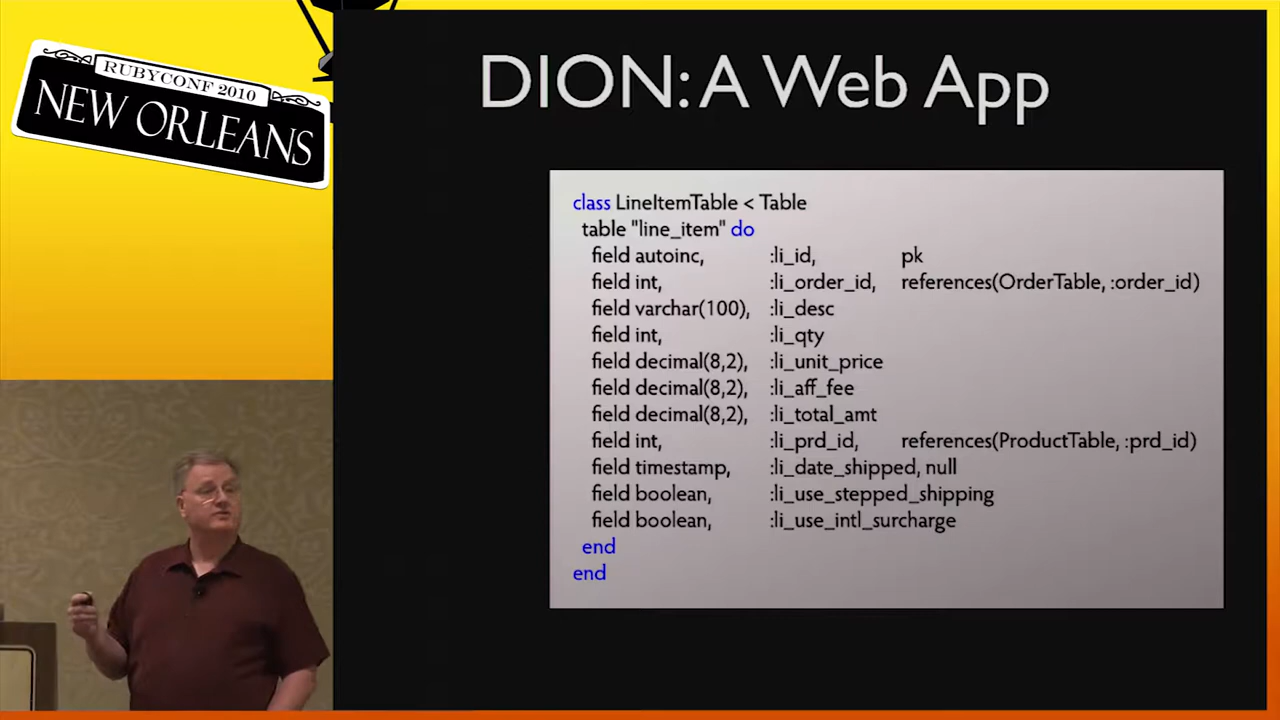 RUBYCONF 2010
NEW ORLEANS
DION: A Web App
class LineItemTable < Table
table "line_item" do
field autoinc, :li_id, pk
field int, :li_order_id, references(OrderTable, :order_id)
field varchar(100), :li_desc
field int, :li_qty
field decimal(8,2), :li_unit_price
field decimal(8,2), :li_aff_fee
field decimal(8,2), :li_total_amt
field int, :li_prd_id, references(ProductTable, :prd_id)
field timestamp, :li_date_shipped, null
field boolean, :li_use_stepped_shipping
field boolean, :li_use_intl_surcharge
end
end